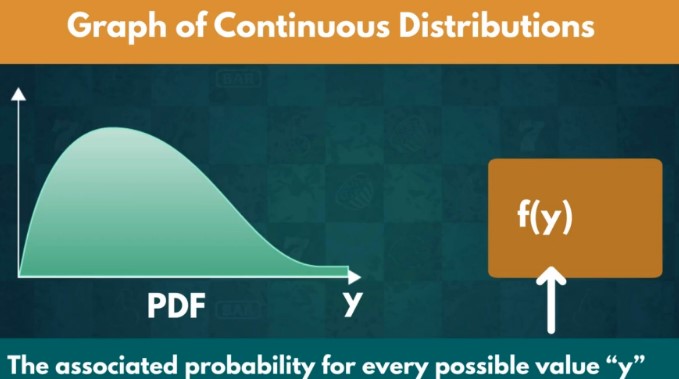 Graph of Continuous Distributions
f(y)
PDF
y
The associated probability for every possible value “y”